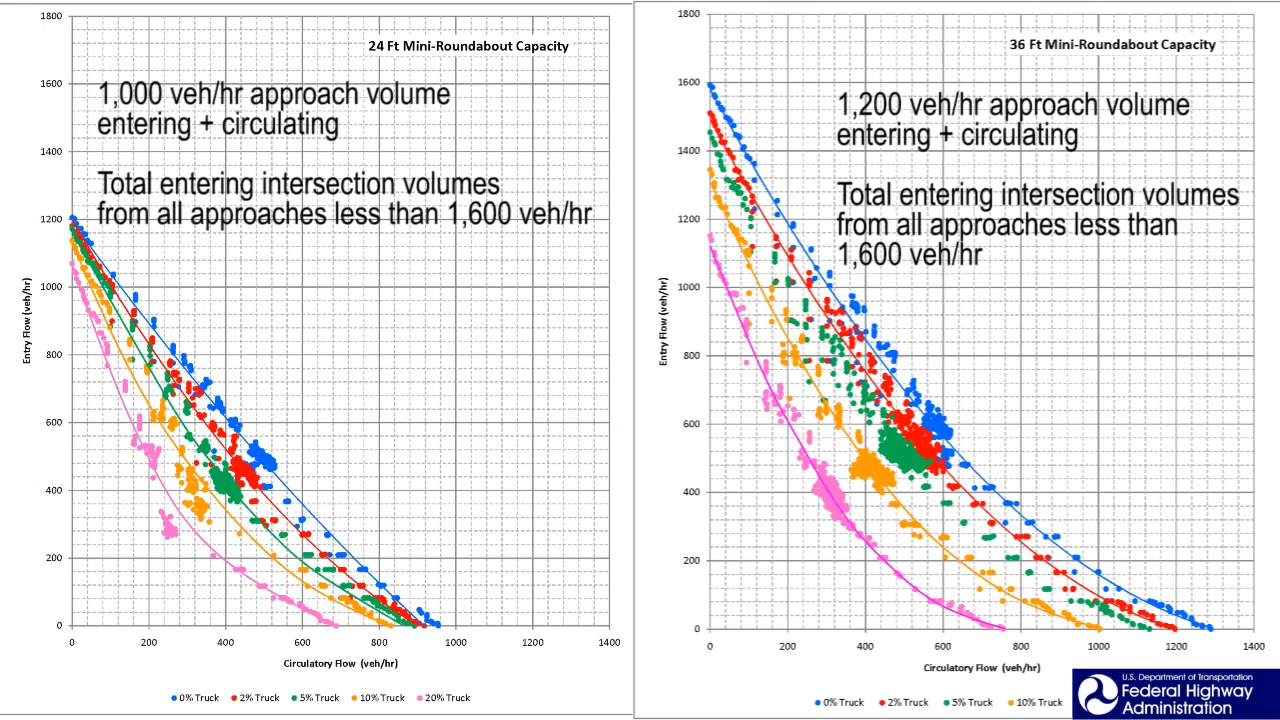 24 Ft Mini-Roundabout Capacity
1,000 veh/hr approach volume
entering + circulating
Total entering intersection volumes
from all approaches less than 1,600 veh/hr
Entry Flow (veh/hr)
1800
1600
1400
1200
1000
800
600
400
200
0
0 200 400 600 800 1000 1200 1400
Circulatory Flow (veh/hr)
0% Truck 2% Truck 5% Truck 10% Truck 20% Truck
36 Ft Mini-Roundabout Capacity
1,200 veh/hr approach volume
entering + circulating
Total entering intersection volumes
from all approaches less than
1,600 veh/hr
Entry Flow (veh/hr)
1800
1600
1400
1200
1000
800
600
400
200
0
0 200 400 600 800 1000 1200 1400
Circulatory Flow (veh/hr)
0% Truck 2% Truck 5% Truck 10% Truck
U.S. Department of Transportation
Federal Highway
Administration